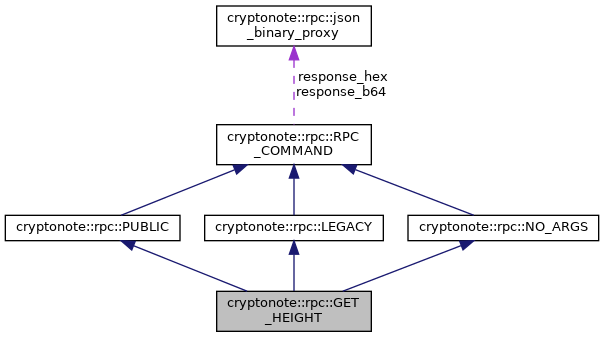 cryptonote::rpc::json
_binary_proxy
response_hex
response_b64
cryptonote::rpc::RPC
_COMMAND
cryptonote::rpc::PUBLIC
cryptonote::rpc::LEGACY
cryptonote::rpc::NO_ARGS
cryptonote::rpc::GET
_HEIGHT